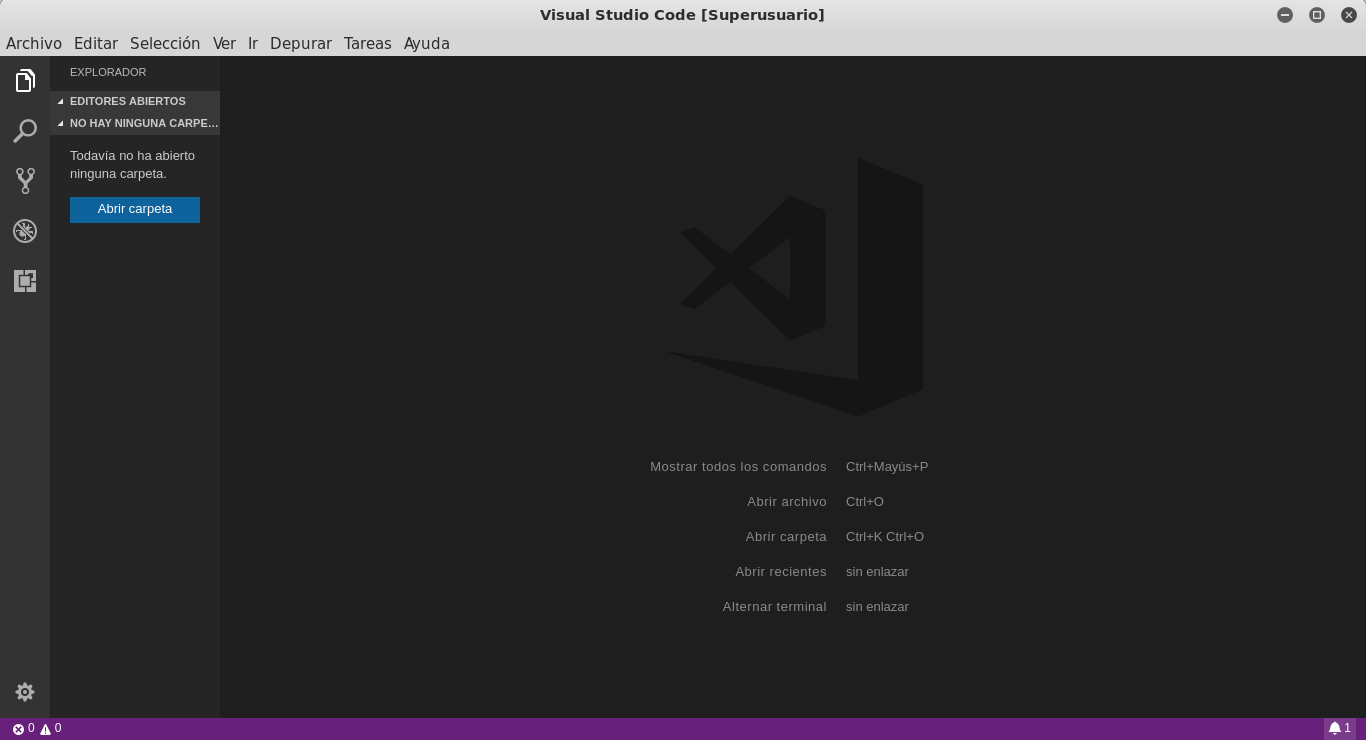 Visual Studio Code [Superusuario]
Archivo Editar Selección Ver Ir Depurar Tareas Ayuda
EXPLORADOR
EDITORES ABIERTOS
NO HAY NINGUNA CARPE...
Todavía no ha abierto
ninguna carpeta.
Abrir carpeta
Mostrar todos los comandos Ctrl+Mayús+P
Abrir archivo Ctrl+O
Abrir carpeta Ctrl+K Ctrl+O
Abrir recientes sin enlazar
Alternar terminal sin enlazar
0 0 1